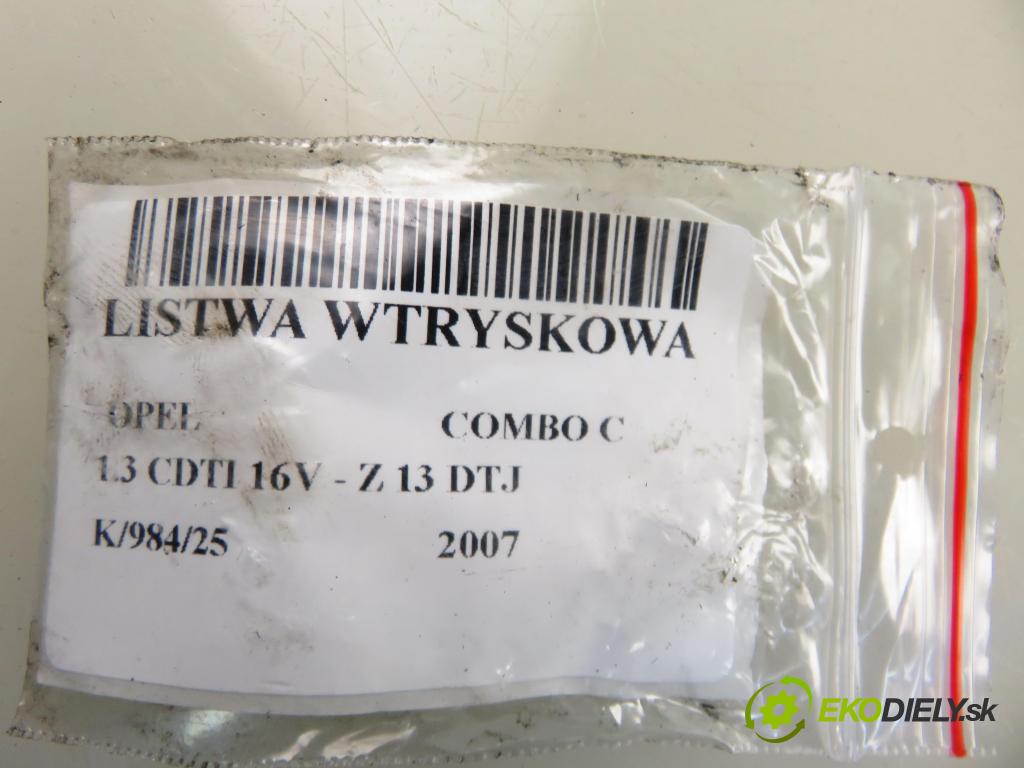 LISTWA WTRYSKOWA
OPEL COMBO C
1.3 CDTI 16V - Z 13 DTJ
K/984/25 2007
EKODIELY.sk